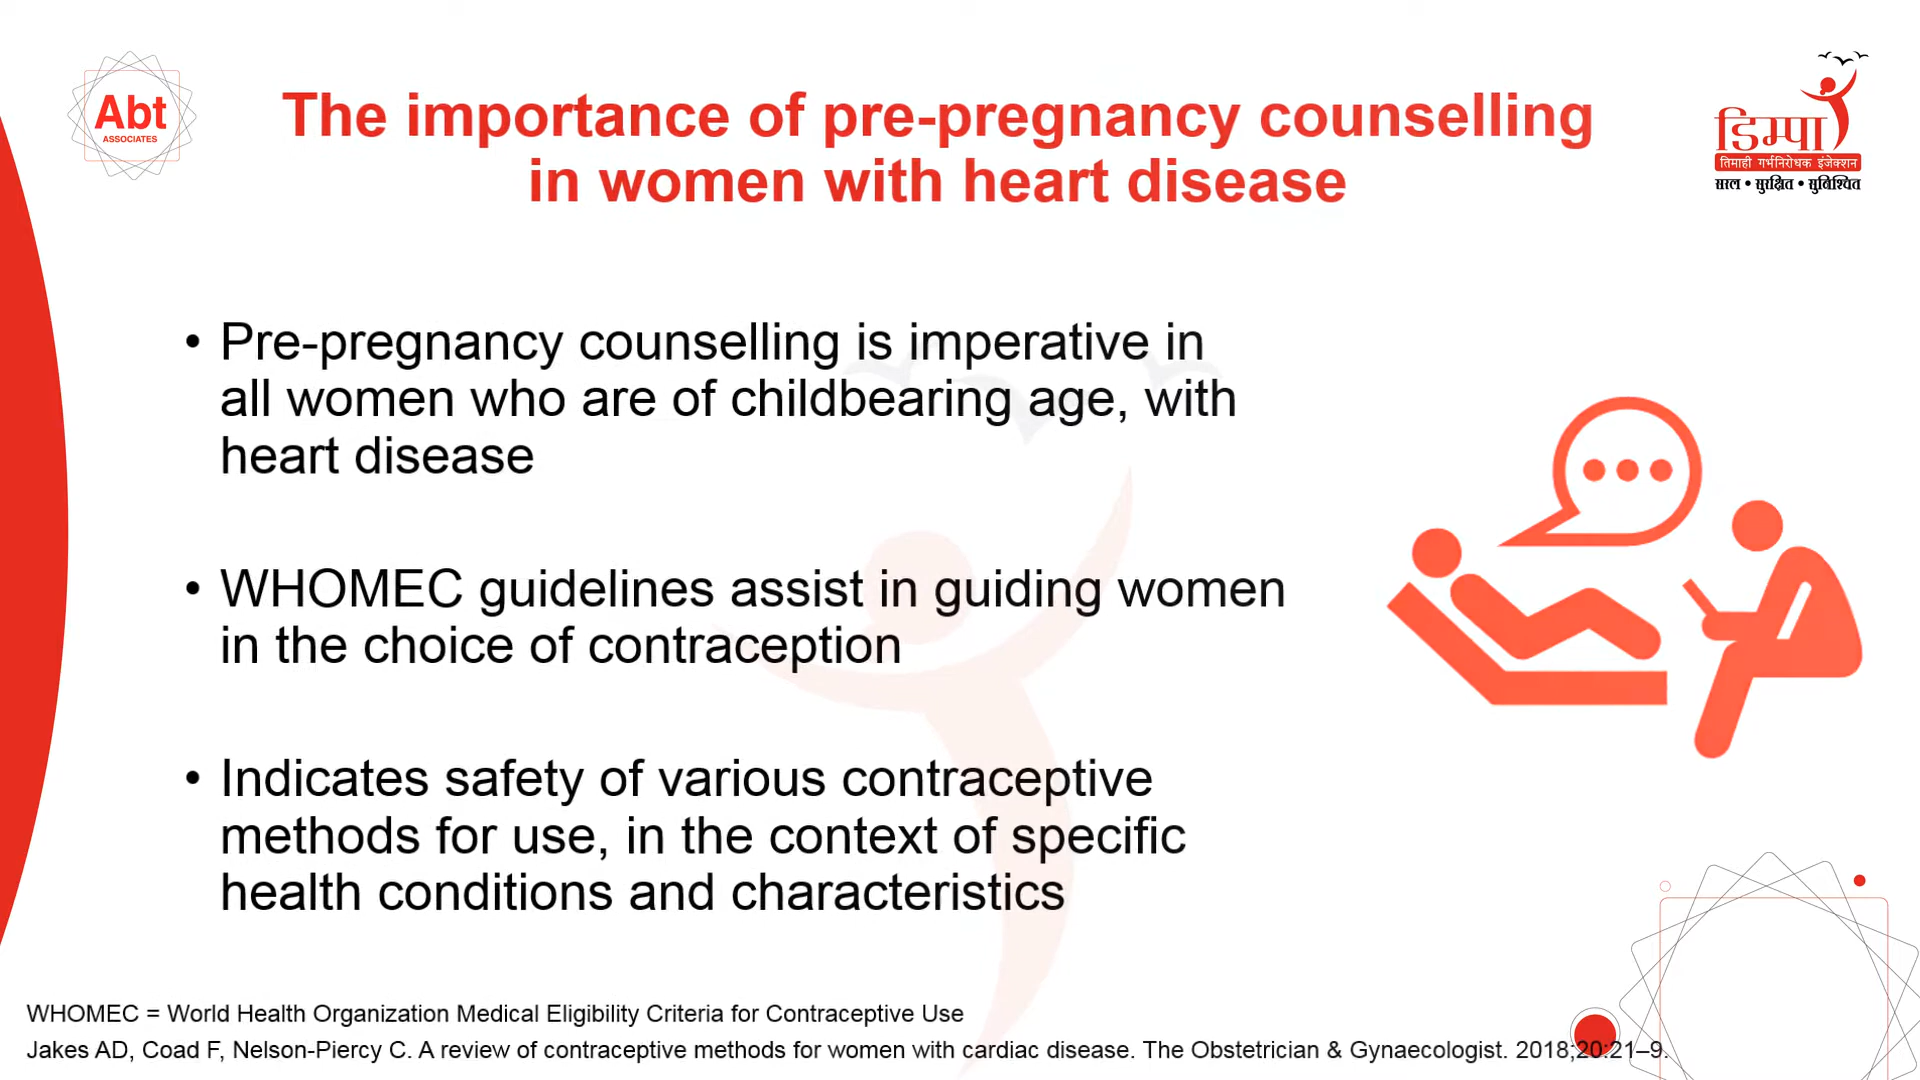 Abt
ASSOCIATES
The importance of pre-pregnancy counselling
in women with heart disease
डिम्पा
तिमाही गर्भनिरोधक इंजेक्शन
सरल • सुरक्षित • सुनिश्चित
• Pre-pregnancy counselling is imperative in
all women who are of childbearing age, with
heart disease
• WHOMEC guidelines assist in guiding women
in the choice of contraception
• Indicates safety of various contraceptive
methods for use, in the context of specific
health conditions and characteristics
WHOMEC = World Health Organization Medical Eligibility Criteria for Contraceptive Use
Jakes AD, Coad F, Nelson-Piercy C. A review of contraceptive methods for women with cardiac disease. The Obstetrician & Gynaecologist. 2018;20:21–9.